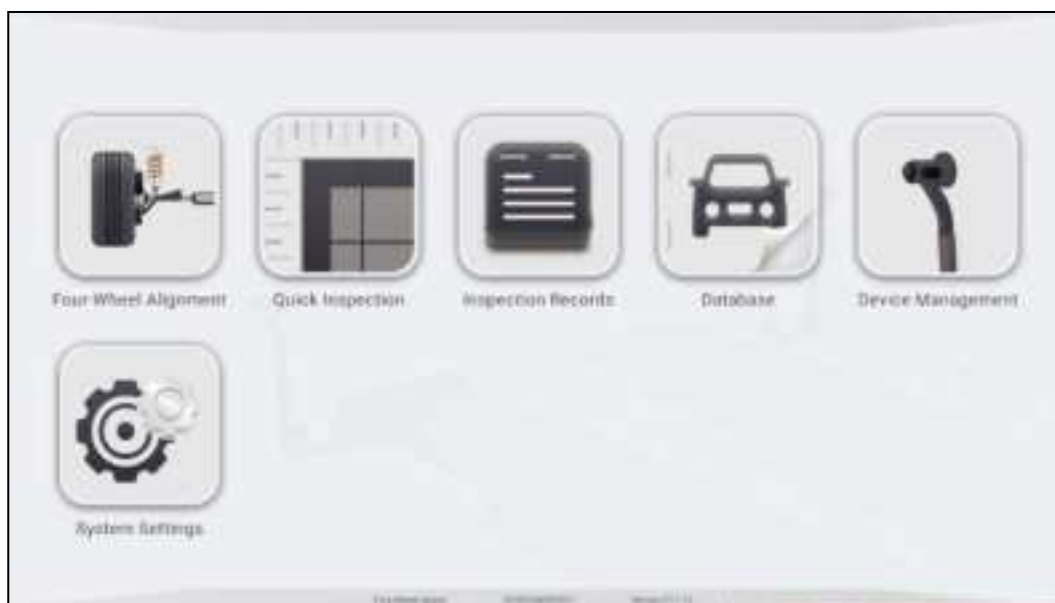 Four Wheel Alignment
Quick Inspection
Inspection Records
Database
Device Management
System Settings